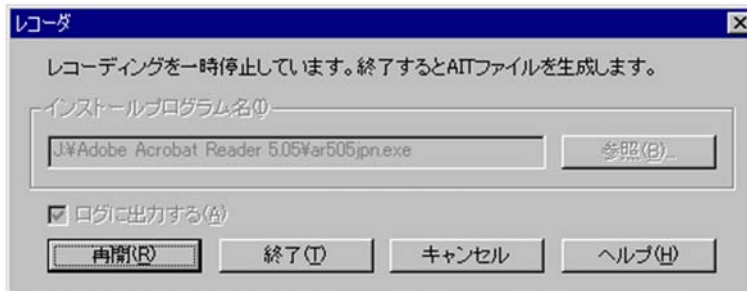 レコーダ
レコーディングを一時停止しています。終了するとAITファイルを生成します。
インストールプログラム名(I)
J:¥Adobe Acrobat Reader 5.05¥ar505jpn.exe
参照(B)...
ログに出力する(A)
再開(R) 終了(T) キャンセル ヘルプ(H)